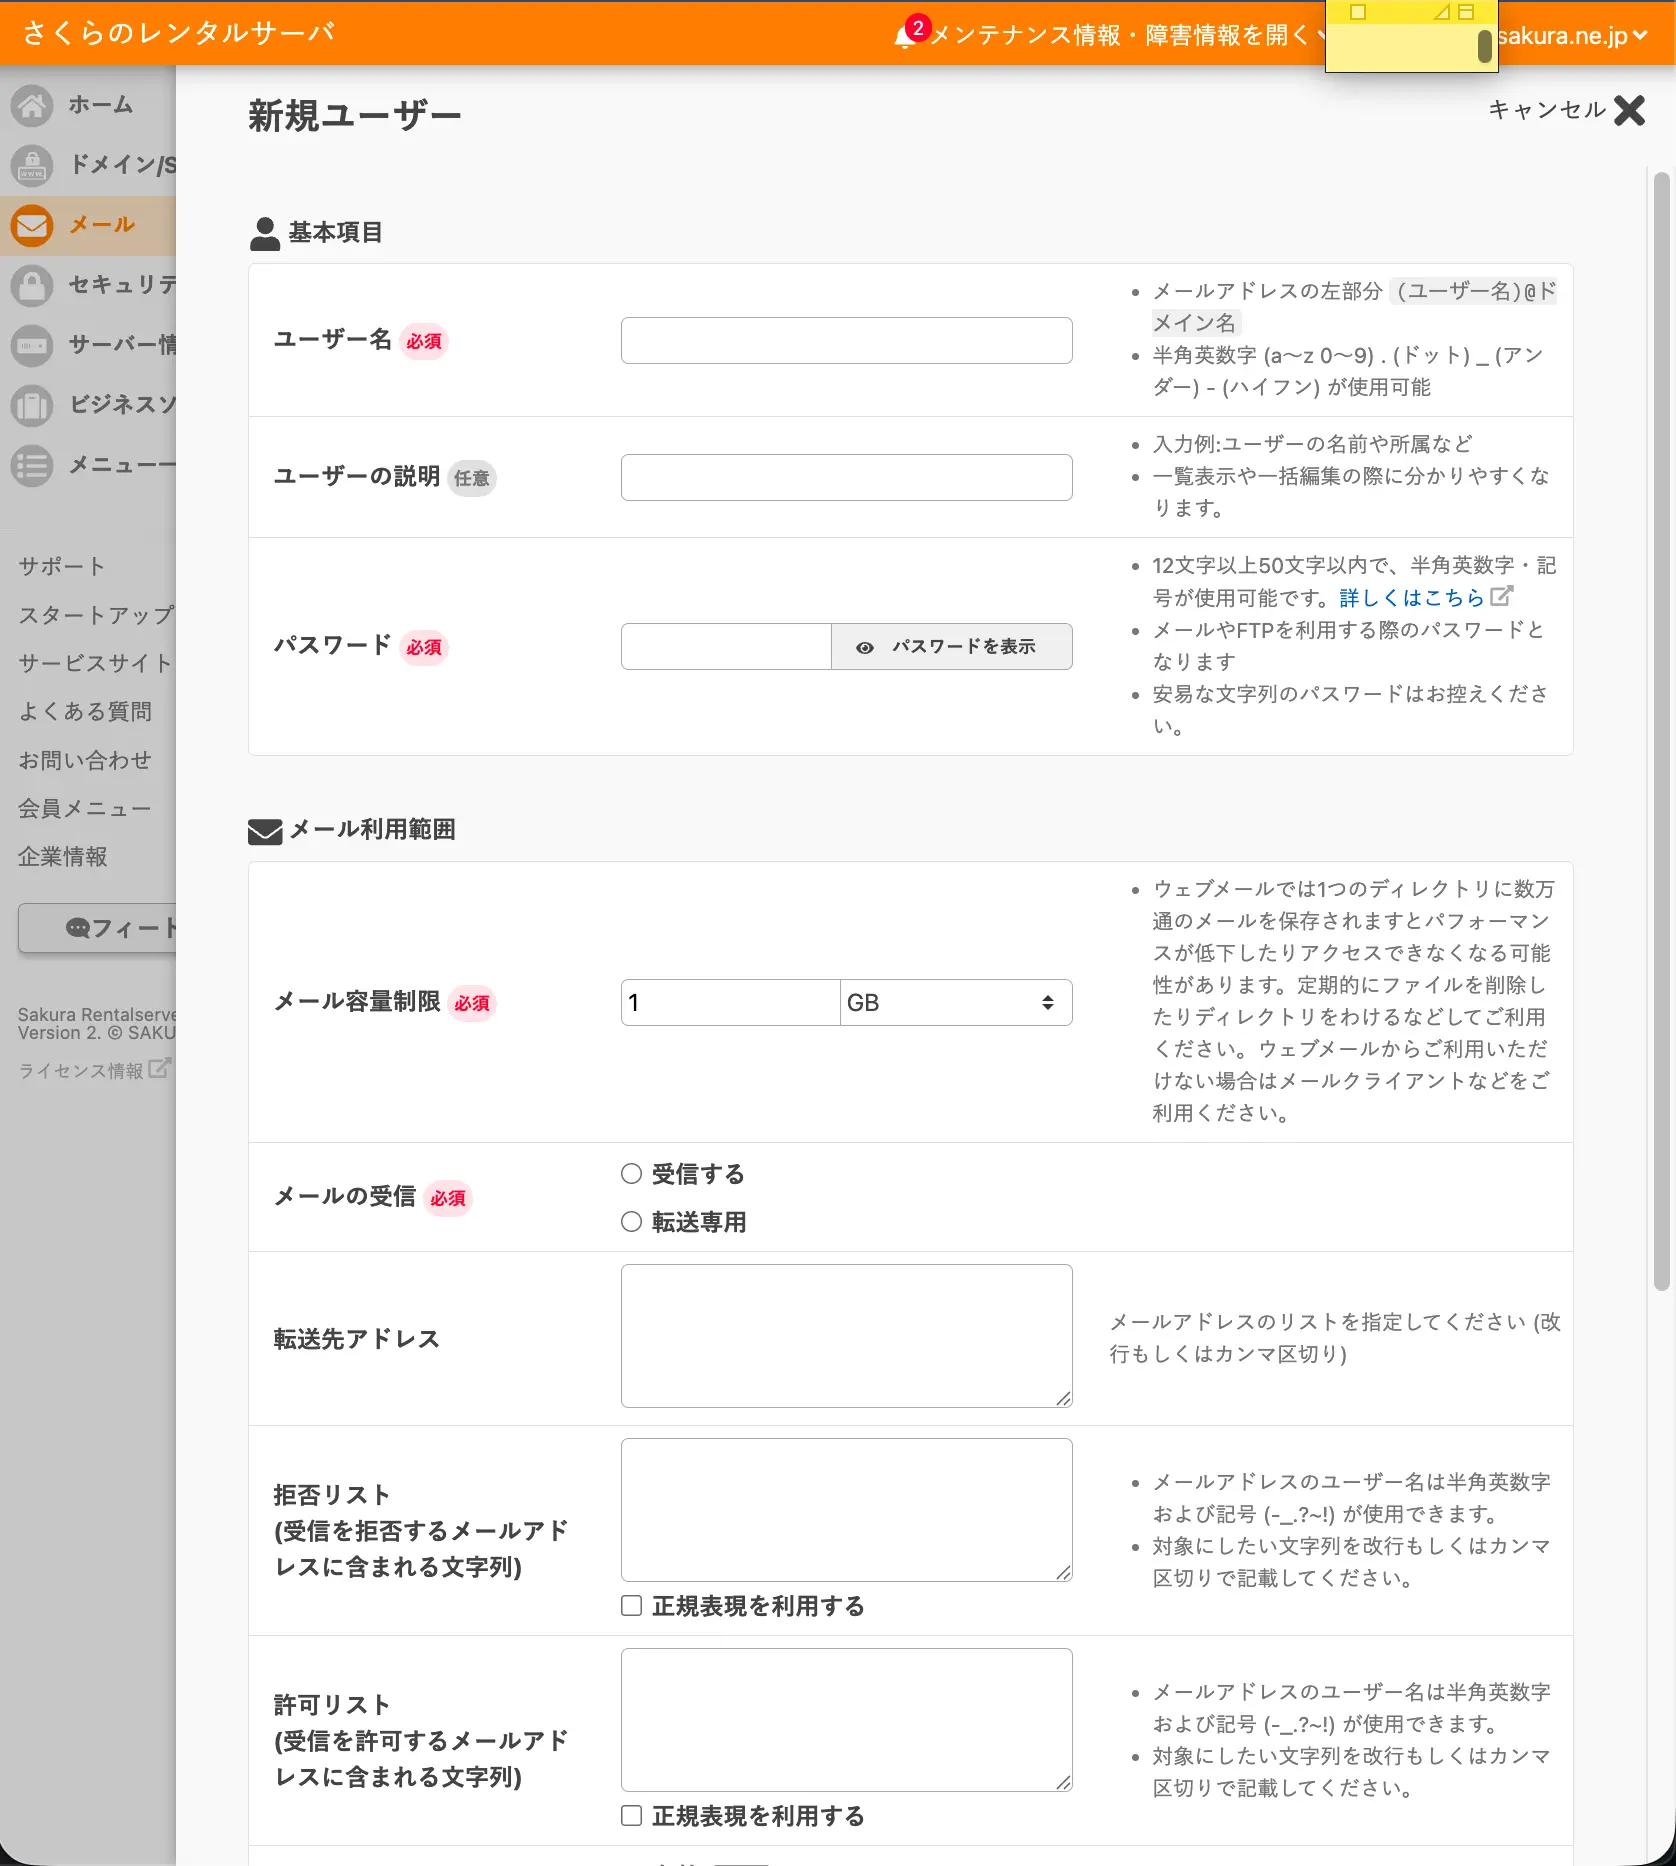 さくらのレンタルサーバ
2
メンテナンス情報・障害情報を開く
sakura.ne.jp
ホーム
ドメイン/S
メール
セキュリテ
サーバー情
ビジネスソ
メニュー一
サポート
スタートアップ
サービスサイト
よくある質問
お問い合わせ
会員メニュー
企業情報
フィート
Sakura Rentalserve
Version 2. © SAKU
ライセンス情報
新規ユーザー
キャンセル
基本項目
ユーザー名 必須
メールアドレスの左部分 (ユーザー名)@ド
メイン名
半角英数字 (a〜z 0〜9) . (ドット) _ (アン
ダー) - (ハイフン) が使用可能
ユーザーの説明 任意
入力例:ユーザーの名前や所属など
一覧表示や一括編集の際に分かりやすくな
ります。
パスワード 必須
パスワードを表示
12文字以上50文字以内で、半角英数字・記
号が使用可能です。詳しくはこちら
メールやFTPを利用する際のパスワードと
なります
安易な文字列のパスワードはお控えくださ
い。
メール利用範囲
メール容量制限 必須
1
GB
ウェブメールでは1つのディレクトリに数万
通のメールを保存されますとパフォーマン
スが低下したりアクセスできなくなる可能
性があります。定期的にファイルを削除し
たりディレクトリをわけるなどしてご利用
ください。ウェブメールからご利用いただ
けない場合はメールクライアントなどをご
利用ください。
メールの受信 必須
受信する
転送専用
転送先アドレス
メールアドレスのリストを指定してください (改
行もしくはカンマ区切り)
拒否リスト
(受信を拒否するメールアド
レスに含まれる文字列)
正規表現を利用する
メールアドレスのユーザー名は半角英数字
および記号 (-_.?~!) が使用できます。
対象にしたい文字列を改行もしくはカンマ
区切りで記載してください。
許可リスト
(受信を許可するメールアド
レスに含まれる文字列)
正規表現を利用する
メールアドレスのユーザー名は半角英数字
および記号 (-_.?~!) が使用できます。
対象にしたい文字列を改行もしくはカンマ
区切りで記載してください。